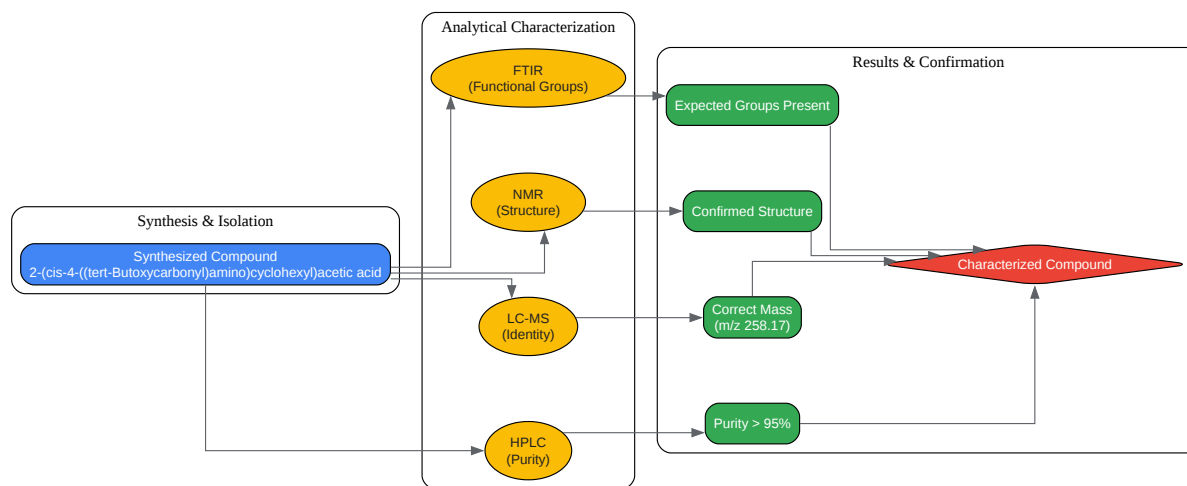 Analytical Characterization
FTIR
(Functional Groups)
NMR
(Structure)
LC-MS
(Identity)
HPLC
(Purity)
Synthesis & Isolation
Synthesized Compound
2-(cis-4-((tert-Butoxycarbonyl)amino)cyclohexyl)acetic acid
Results & Confirmation
Expected Groups Present
Confirmed Structure
Correct Mass
(m/z 258.17)
Purity > 95%
Characterized Compound